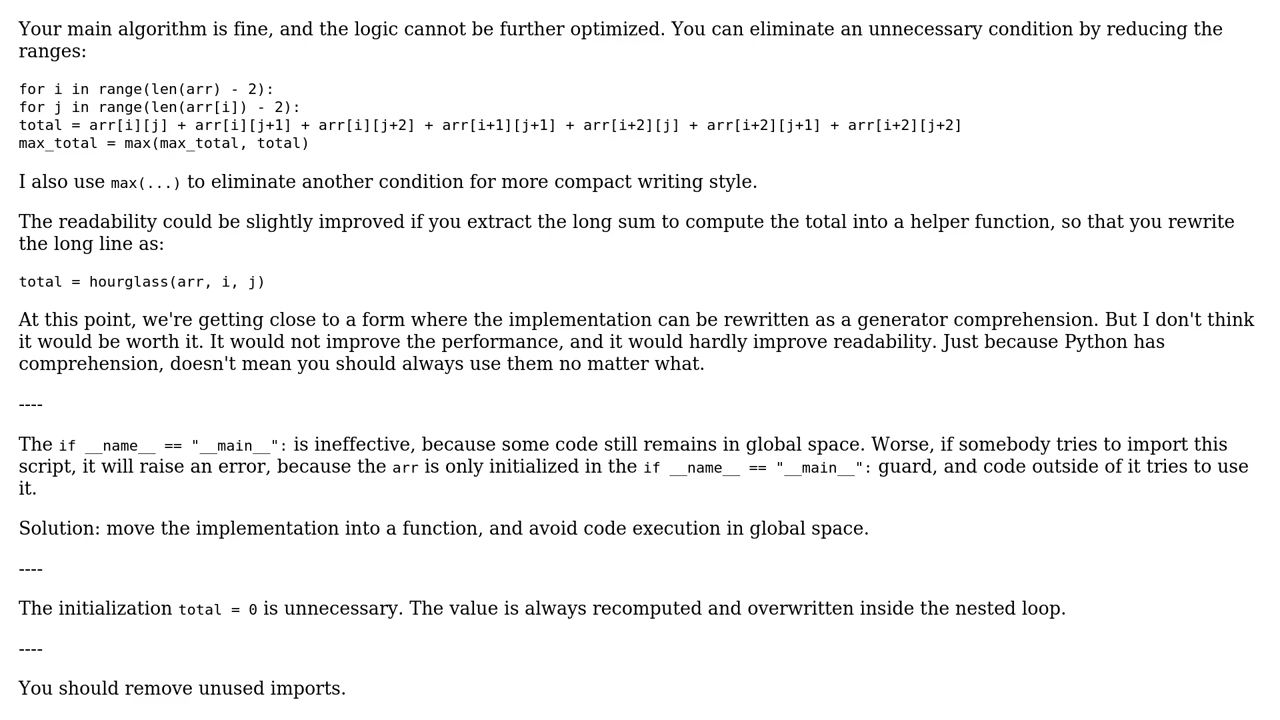 Your main algorithm is fine, and the logic cannot be further optimized. You can eliminate an unnecessary condition by reducing the
ranges:
for i in range(len(arr) - 2):
for j in range(len(arr[i]) - 2):
total = arr[i][j] + arr[i][j+1] + arr[i][j+2] + arr[i+1][j+1] + arr[i+2][j] + arr[i+2][j+1] + arr[i+2][j+2]
max_total = max(max_total, total)
I also use max(...) to eliminate another condition for more compact writing style.
The readability could be slightly improved if you extract the long sum to compute the total into a helper function, so that you rewrite
the long line as:
total = hourglass(arr, i, j)
At this point, we're getting close to a form where the implementation can be rewritten as a generator comprehension. But I don't think
it would be worth it. It would not improve the performance, and it would hardly improve readability. Just because Python has
comprehension, doesn't mean you should always use them no matter what.
----
The if __name__ == "__main__": is ineffective, because some code still remains in global space. Worse, if somebody tries to import this
script, it will raise an error, because the arr is only initialized in the if __name__ == "__main__": guard, and code outside of it tries to use
it.
Solution: move the implementation into a function, and avoid code execution in global space.
----
The initialization total = 0 is unnecessary. The value is always recomputed and overwritten inside the nested loop.
----
You should remove unused imports.